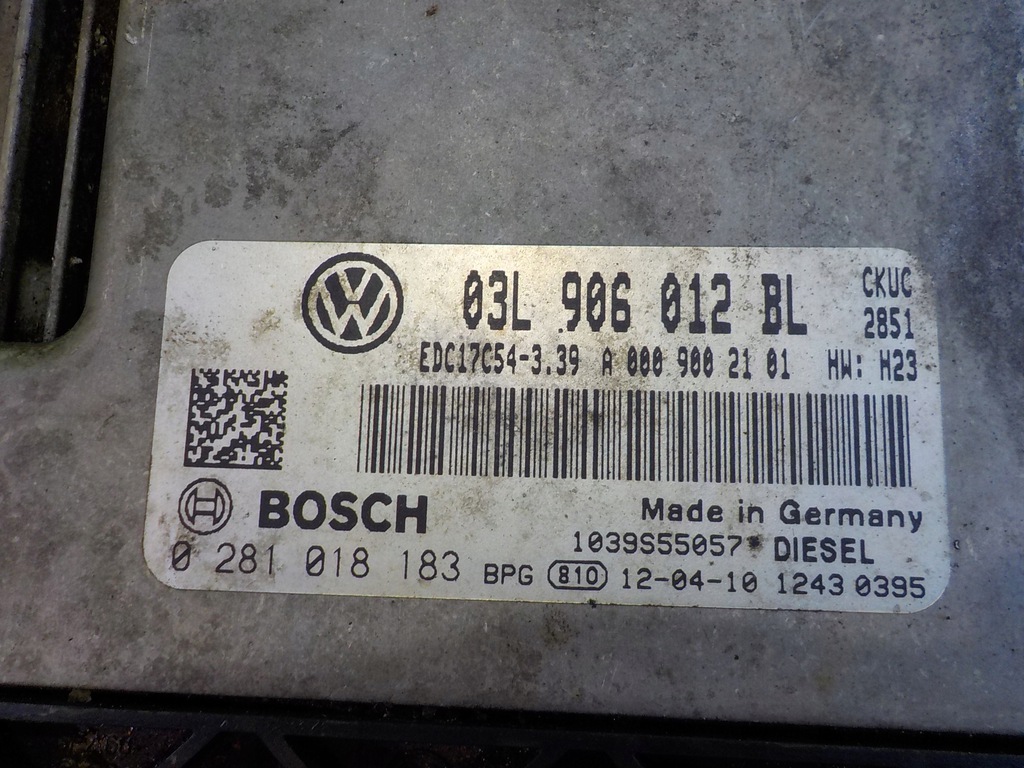 03L 906 012 BL CKUC
2851
EDC17C54-3.39 A 000 900 21 01 HW: H23
BOSCH Made in Germany
1039S55057* DIESEL
0 281 018 183 BPG 810 12-04-10 1243 0395